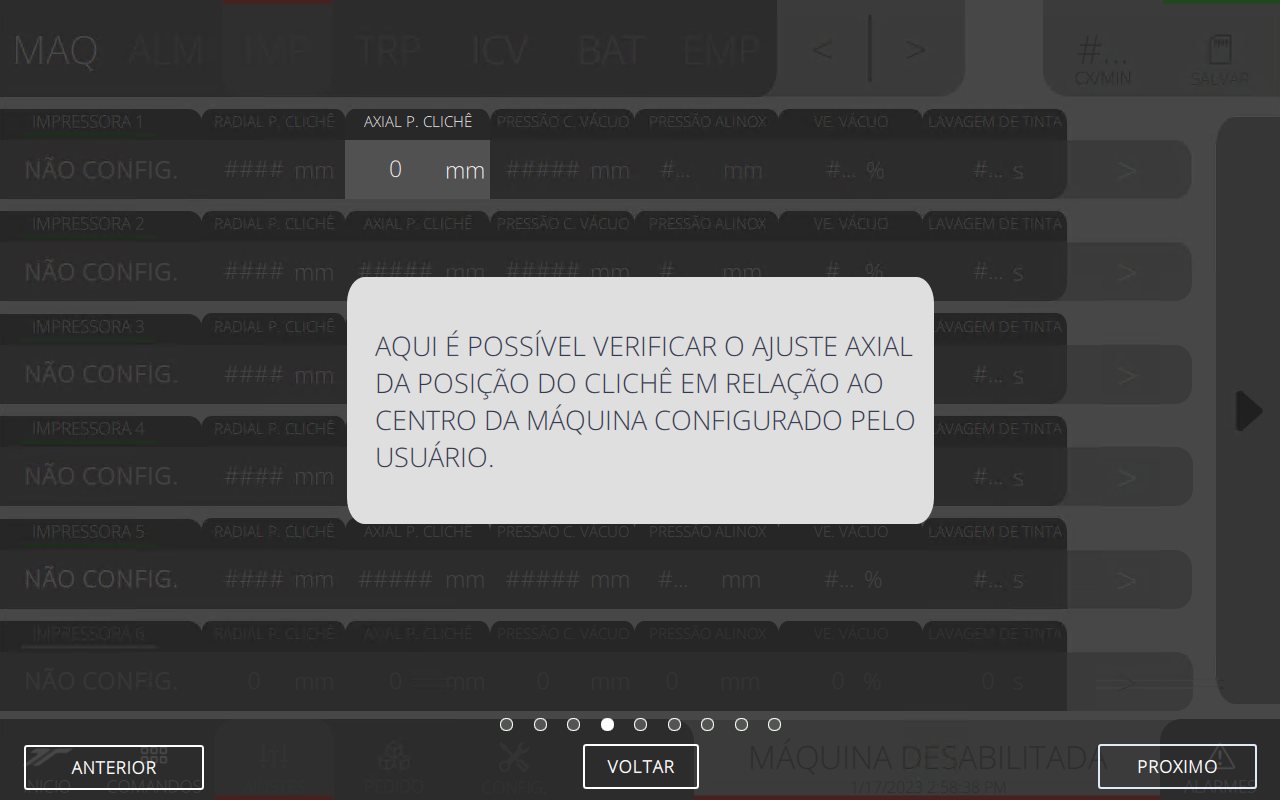 MAQ ALM IMP TRP ICV BAT EMP < > #... CX/MIN SALVAR
IMPRESSORA 1 RADIAL P. CLICHÊ AXIAL P. CLICHÊ PRESSÃO C. VÁCUO PRESSÃO ALINOX VE. VÁCUO LAVAGEM DE TINTA
NÃO CONFIG. #### mm 0 mm ##### mm #... mm #... % #... s >
IMPRESSORA 2 RADIAL P. CLICHÊ AXIAL P. CLICHÊ PRESSÃO C. VÁCUO PRESSÃO ALINOX VE. VÁCUO LAVAGEM DE TINTA
NÃO CONFIG. #### mm ##### mm ##### mm #... mm #... % #... s >
IMPRESSORA 3 RADIAL P. CLICHÊ LAVAGEM DE TINTA
NÃO CONFIG. #### mm #... s >
IMPRESSORA 4 RADIAL P. CLICHÊ LAVAGEM DE TINTA
NÃO CONFIG. #### mm #... s >
AQUI É POSSÍVEL VERIFICAR O AJUSTE AXIAL
DA POSIÇÃO DO CLICHÊ EM RELAÇÃO AO
CENTRO DA MÁQUINA CONFIGURADO PELO
USUÁRIO.
IMPRESSORA 5 RADIAL P. CLICHÊ AXIAL P. CLICHÊ PRESSÃO C. VÁCUO PRESSÃO ALINOX VE. VÁCUO LAVAGEM DE TINTA
NÃO CONFIG. #### mm ##### mm ##### mm #... mm #... % #... s >
IMPRESSORA 6 RADIAL P. CLICHÊ AXIAL P. CLICHÊ PRESSÃO C. VÁCUO PRESSÃO ALINOX VE. VÁCUO LAVAGEM DE TINTA
NÃO CONFIG. 0 mm 0 mm 0 mm 0 mm 0 % 0 s >
ANTERIOR VOLTAR PROXIMO
MÁQUINA DESABILITADA
INICIO COMANDOS PEDIDO CONFIG. 1/17/2023 2:58:38 PM ALARMES